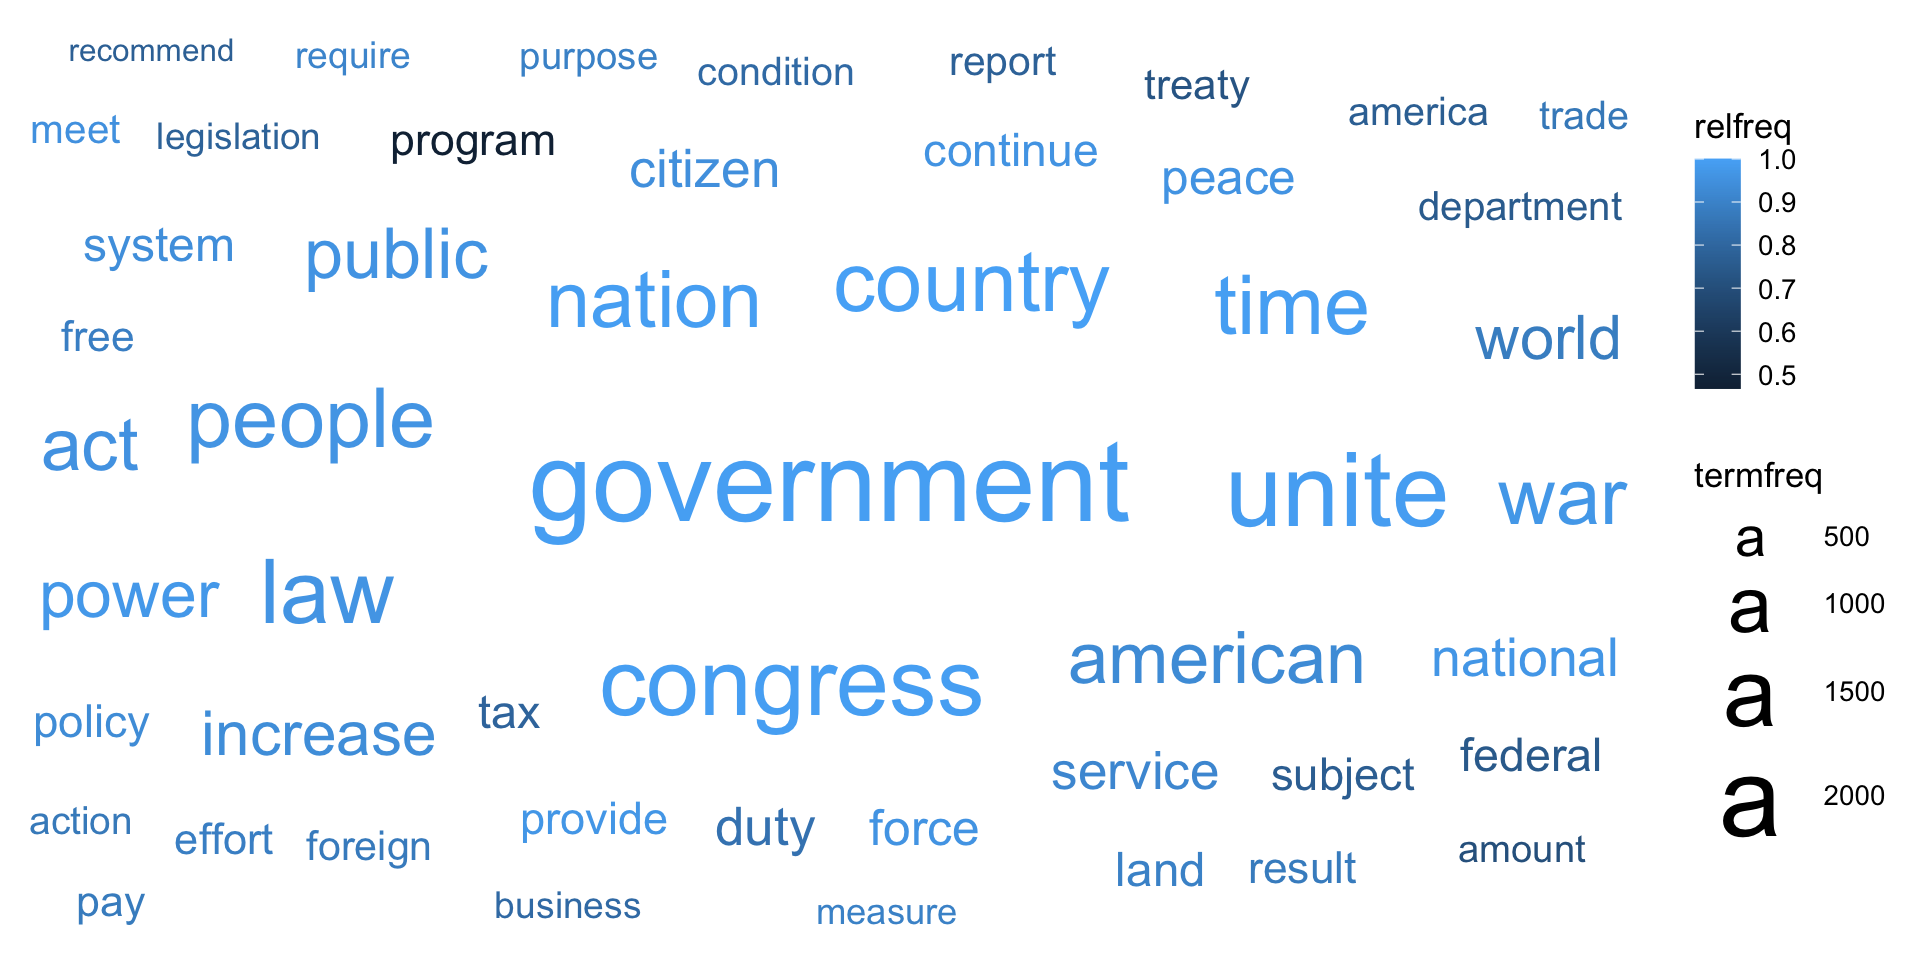 recommend require purpose condition report treaty america trade
meet legislation program citizen continue peace department
system public nation country time world
free
act people government unite war
power law congress american national
policy increase tax service subject federal
action effort foreign provide duty force land result amount
pay business measure
relfreq
1.0
0.9
0.8
0.7
0.6
0.5
termfreq
a 500
a 1000
a 1500
a 2000